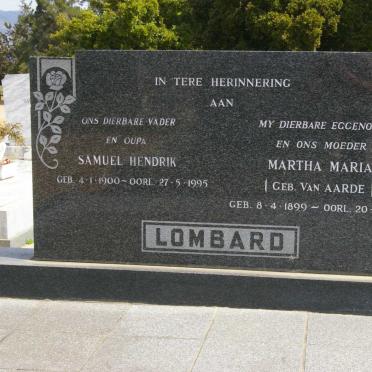 IN TERE HERINNERING
AAN
ONS DIERBARE VADER
EN OUPA
SAMUEL HENDRIK
GEB. 4-1-1900 - OORL. 27-5-1995
MY DIERBARE EGGENO
EN ONS MOEDER
MARTHA MARIA
(GEB. VAN AARDE)
GEB. 8-4-1899 - OORL. 20-
LOMBARD